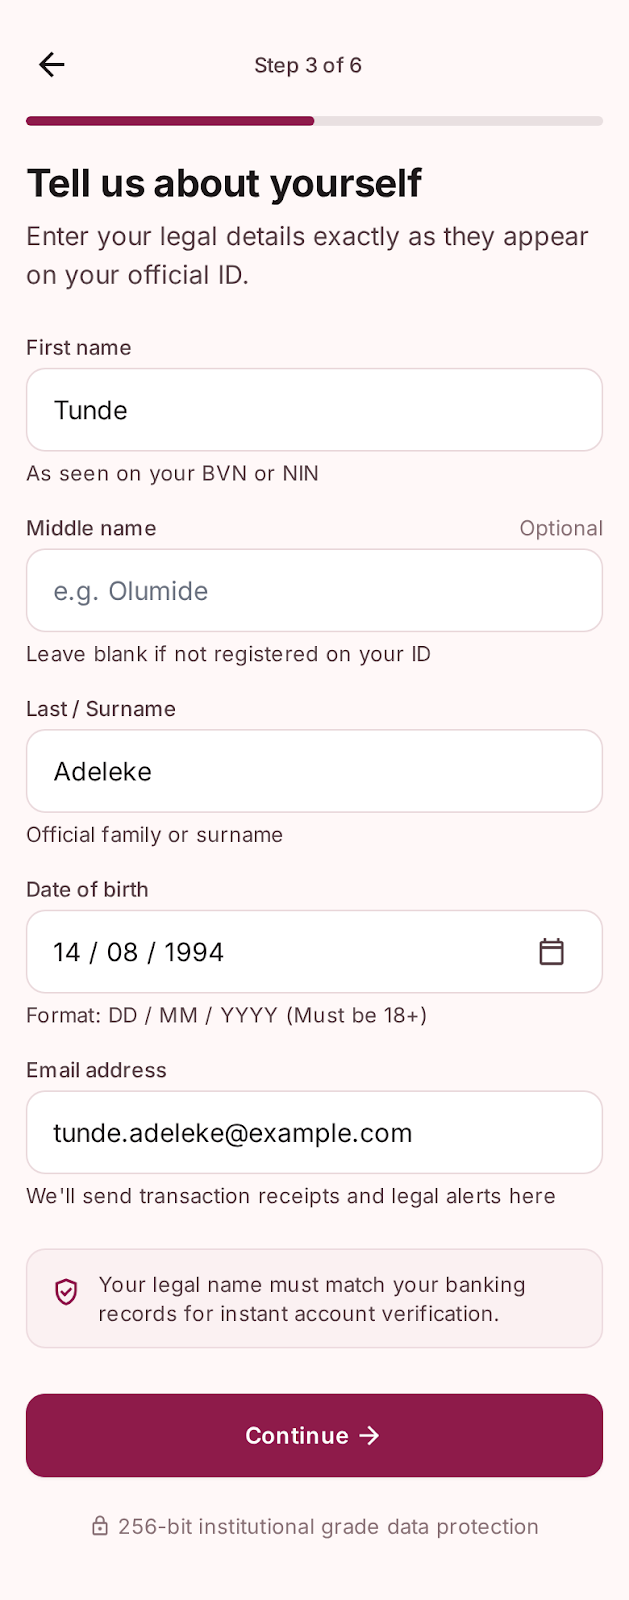 Step 3 of 6
Tell us about yourself
Enter your legal details exactly as they appear
on your official ID.
First name
Tunde
As seen on your BVN or NIN
Middle name Optional
e.g. Olumide
Leave blank if not registered on your ID
Last / Surname
Adeleke
Official family or surname
Date of birth
14 / 08 / 1994
Format: DD / MM / YYYY (Must be 18+)
Email address
tunde.adeleke@example.com
We'll send transaction receipts and legal alerts here
Your legal name must match your banking
records for instant account verification.
Continue →
256-bit institutional grade data protection